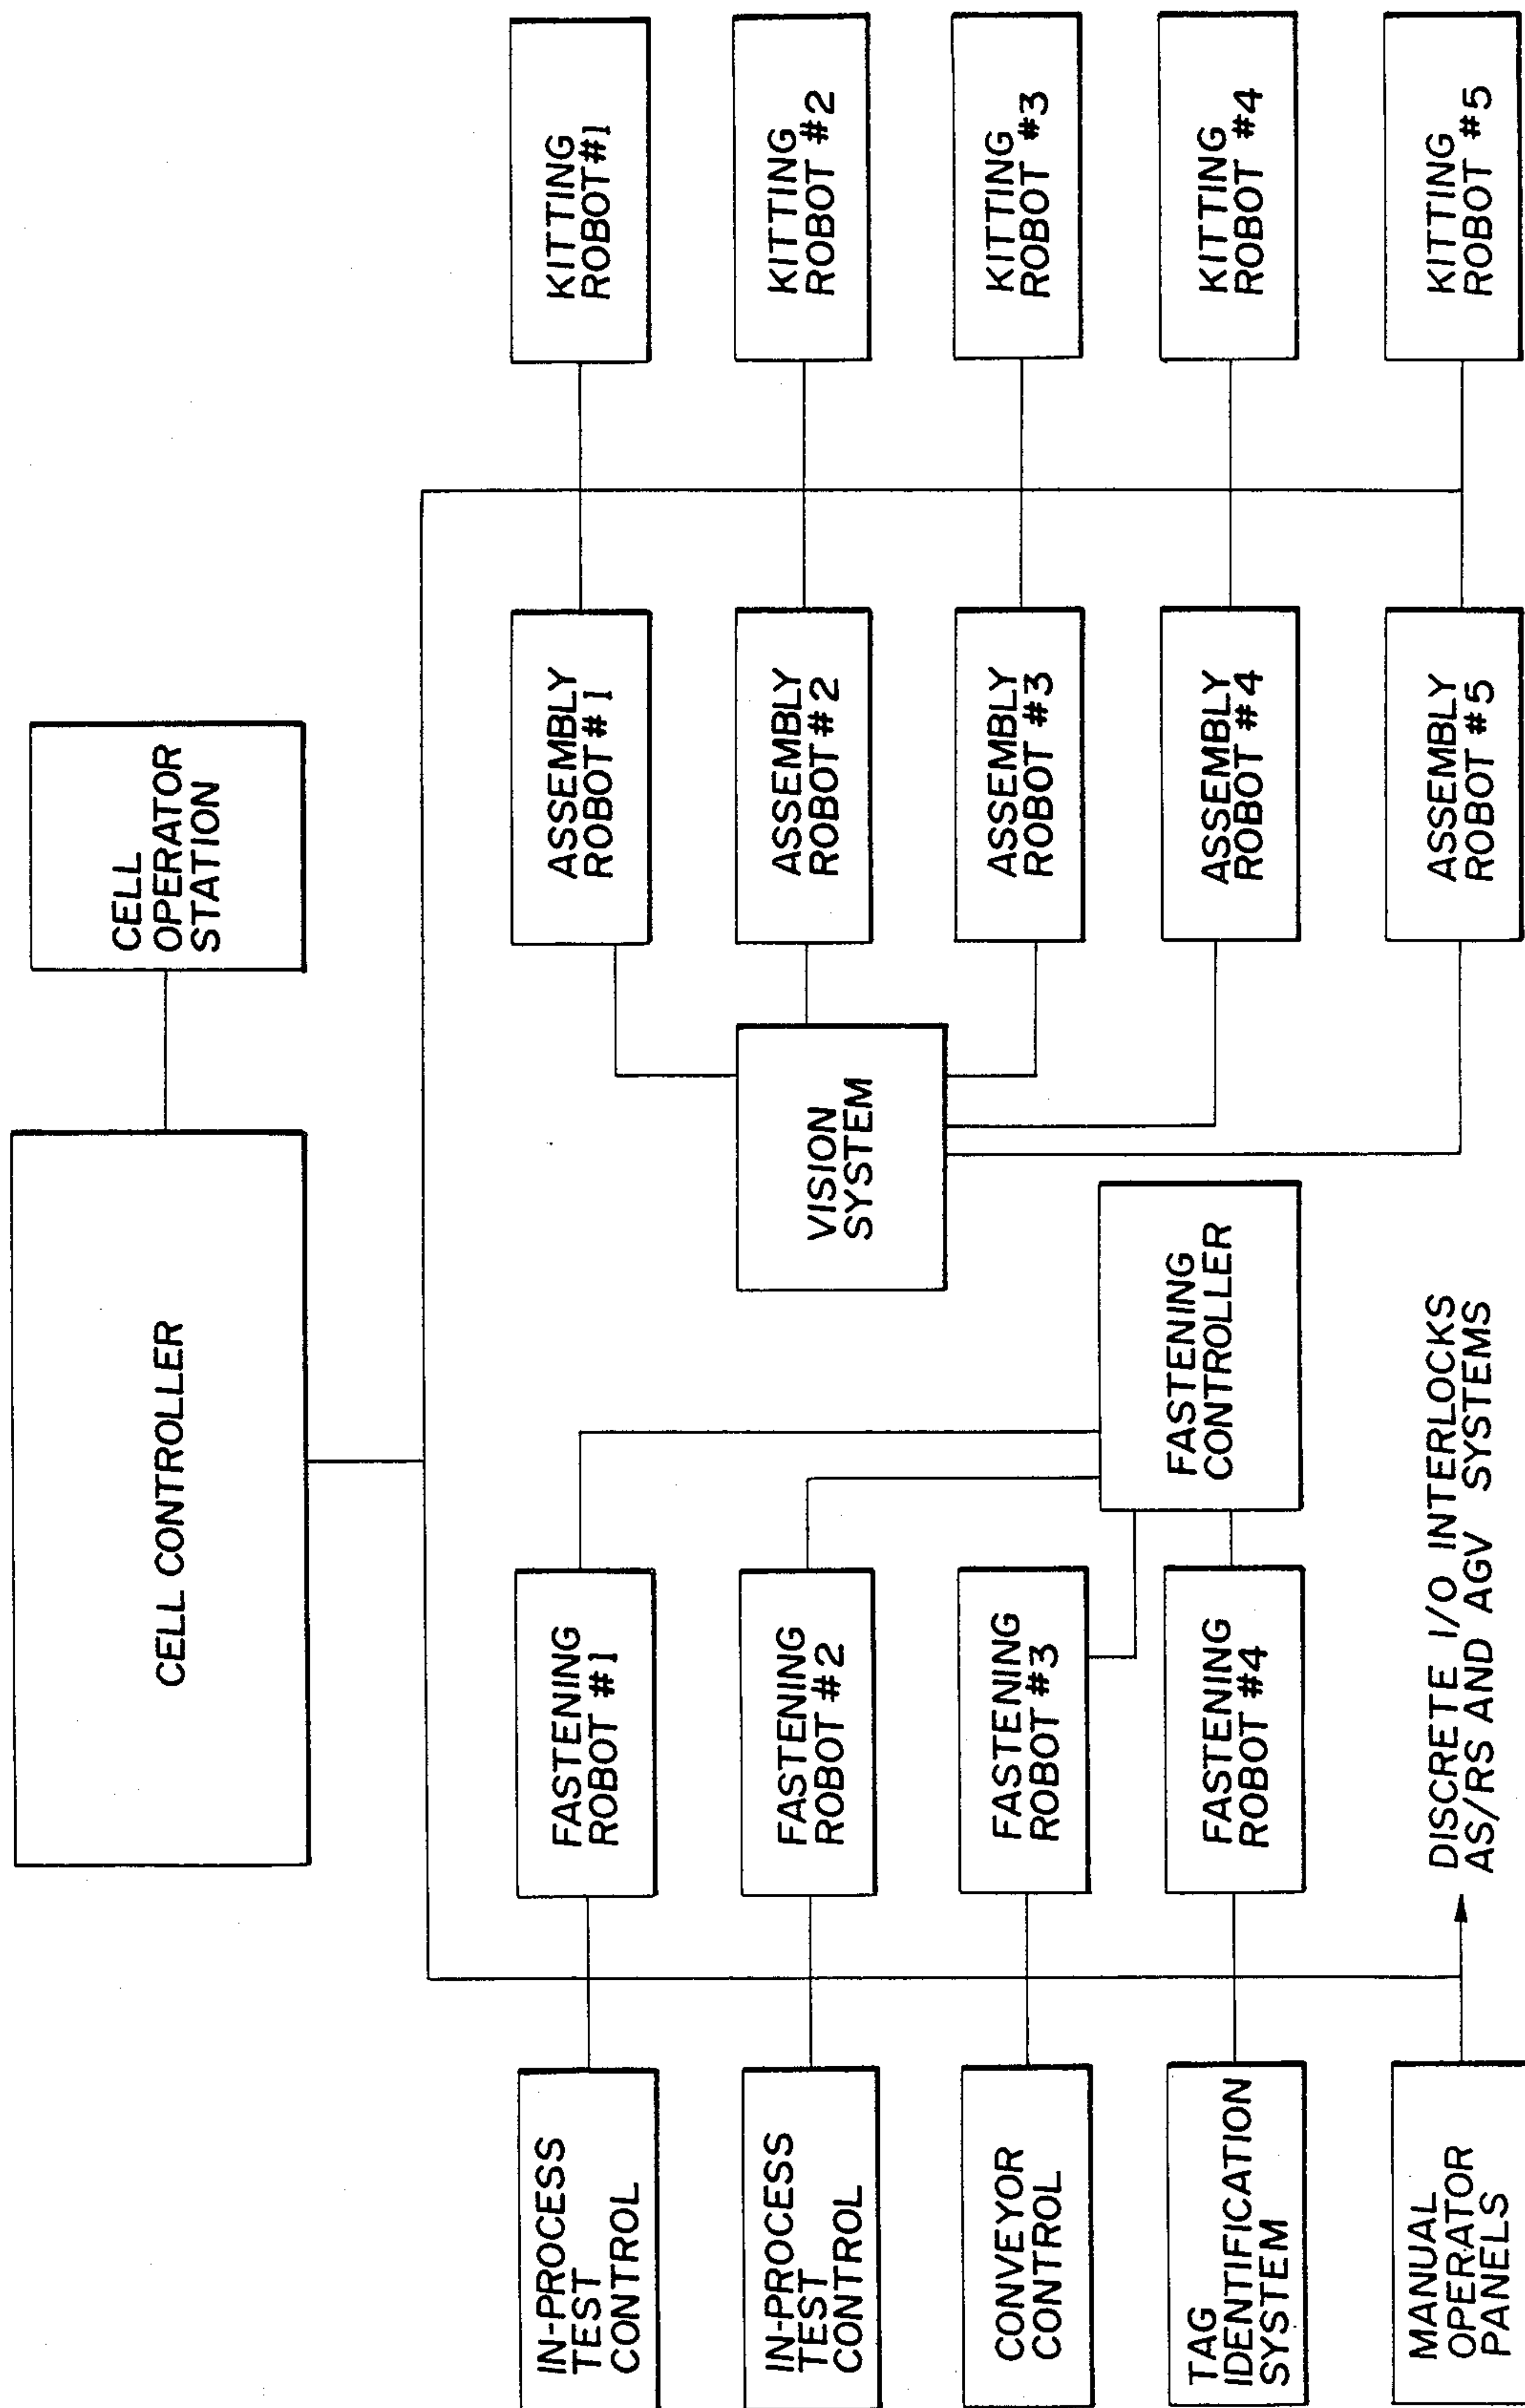 CELL CONTROLLER
CELL
OPERATOR
STATION
IN-PROCESS
TEST
CONTROL
FASTENING
ROBOT #1
ASSEMBLY
ROBOT #1
KITTING
ROBOT #1
IN-PROCESS
TEST
CONTROL
FASTENING
ROBOT #2
VISION
SYSTEM
ASSEMBLY
ROBOT #2
KITTING
ROBOT #2
CONVEYOR
CONTROL
FASTENING
ROBOT #3
ASSEMBLY
ROBOT #3
KITTING
ROBOT #3
TAG
IDENTIFICATION
SYSTEM
FASTENING
ROBOT #4
FASTENING
CONTROLLER
ASSEMBLY
ROBOT #4
KITTING
ROBOT #4
MANUAL
OPERATOR
PANELS
DISCRETE I/O INTERLOCKS
AS/RS AND AGV SYSTEMS
ASSEMBLY
ROBOT #5
KITTING
ROBOT #5